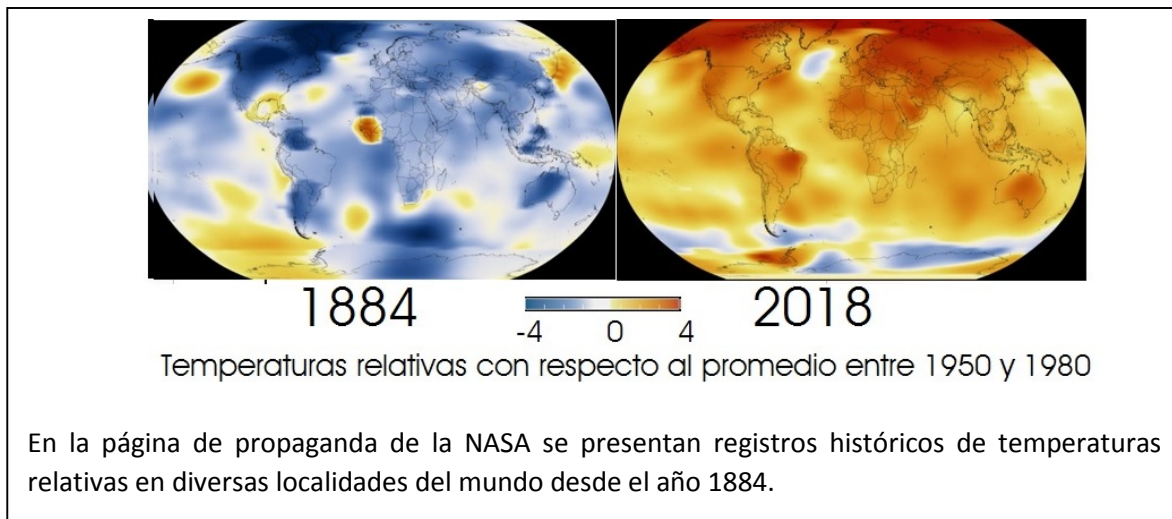 1884
2018
-4 0 4
Temperaturas relativas con respecto al promedio entre 1950 y 1980
En la página de propaganda de la NASA se presentan registros históricos de temperaturas
relativas en diversas localidades del mundo desde el año 1884.